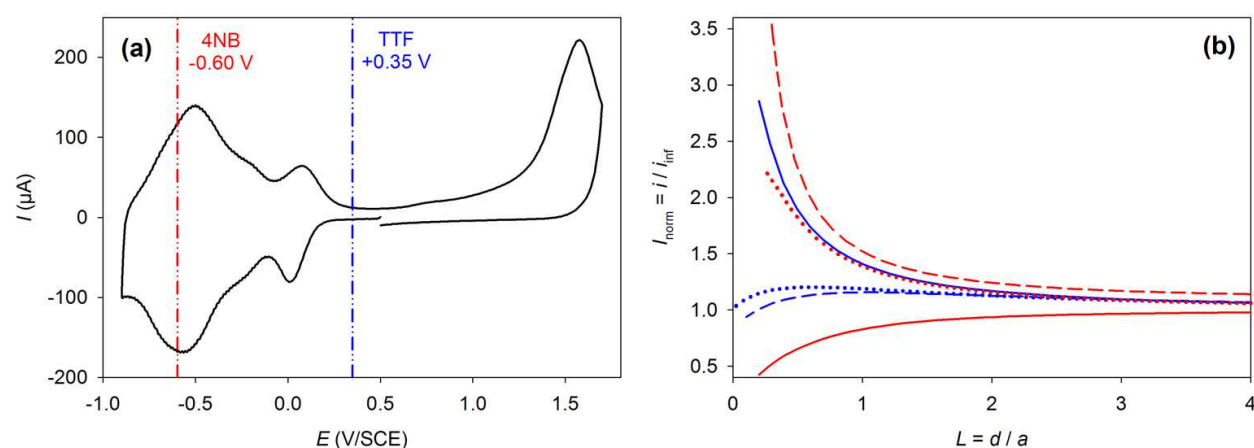 (a)
4NB
-0.60 V
TTF
+0.35 V
200
100
0
-100
-200
I (µA)
-1.0 -0.5 0.0 0.5 1.0 1.5
E (V/SCE)
(b)
3.5
3.0
2.5
2.0
1.5
1.0
0.5
Inorm = i / iinf
0 1 2 3 4
L = d / a